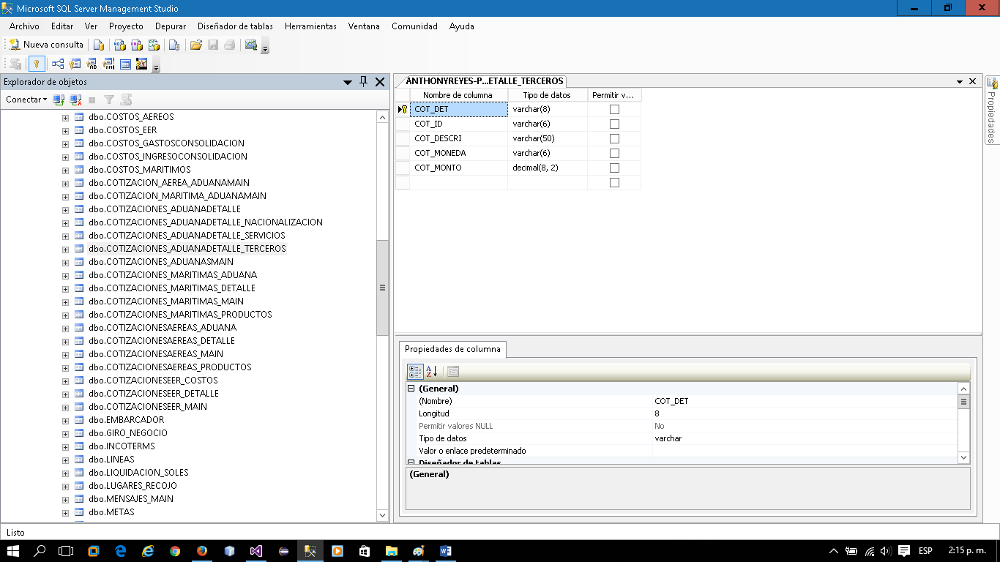 Microsoft SQL Server Management Studio
Archivo Editar Ver Proyecto Depurar Diseñador de tablas Herramientas Ventana Comunidad Ayuda
Nueva consulta
Explorador de objetos
Conectar
dbo.COSTOS_AEREOS
dbo.COSTOS_EER
dbo.COSTOS_GASTOSCONSOLIDACION
dbo.COSTOS_INGRESOCONSOLIDACION
dbo.COSTOS_MARITIMOS
dbo.COTIZACION_AEREA_ADUANAMAIN
dbo.COTIZACION_MARITIMA_ADUANAMAIN
dbo.COTIZACIONES_ADUANADETALLE
dbo.COTIZACIONES_ADUANADETALLE_NACIONALIZACION
dbo.COTIZACIONES_ADUANADETALLE_SERVICIOS
dbo.COTIZACIONES_ADUANADETALLE_TERCEROS
dbo.COTIZACIONES_ADUANASMAIN
dbo.COTIZACIONES_MARITIMAS_ADUANA
dbo.COTIZACIONES_MARITIMAS_DETALLE
dbo.COTIZACIONES_MARITIMAS_MAIN
dbo.COTIZACIONES_MARITIMAS_PRODUCTOS
dbo.COTIZACIONESAEREAS_ADUANA
dbo.COTIZACIONESAEREAS_DETALLE
dbo.COTIZACIONESAEREAS_MAIN
dbo.COTIZACIONESAEREAS_PRODUCTOS
dbo.COTIZACIONESEER_COSTOS
dbo.COTIZACIONESEER_DETALLE
dbo.COTIZACIONESEER_MAIN
dbo.EMBARCADOR
dbo.GIRO_NEGOCIO
dbo.INCOTERMS
dbo.LINEAS
dbo.LIQUIDACION_SOLES
dbo.LUGARES_RECOJO
dbo.MENSAJES_MAIN
dbo.METAS
ANTHONYREYES-P...ETALLE_TERCEROS
Nombre de columna Tipo de datos Permitir v...
COT_DET varchar(8)
COT_ID varchar(6)
COT_DESCRI varchar(50)
COT_MONEDA varchar(6)
COT_MONTO decimal(8, 2)
Propiedades
Propiedades de columna
(General)
(Nombre) COT_DET
Longitud 8
Permitir valores NULL No
Tipo de datos varchar
Valor o enlace predeterminado
Diseñador de tablas
(General)
Listo
ESP 2:15 p. m.